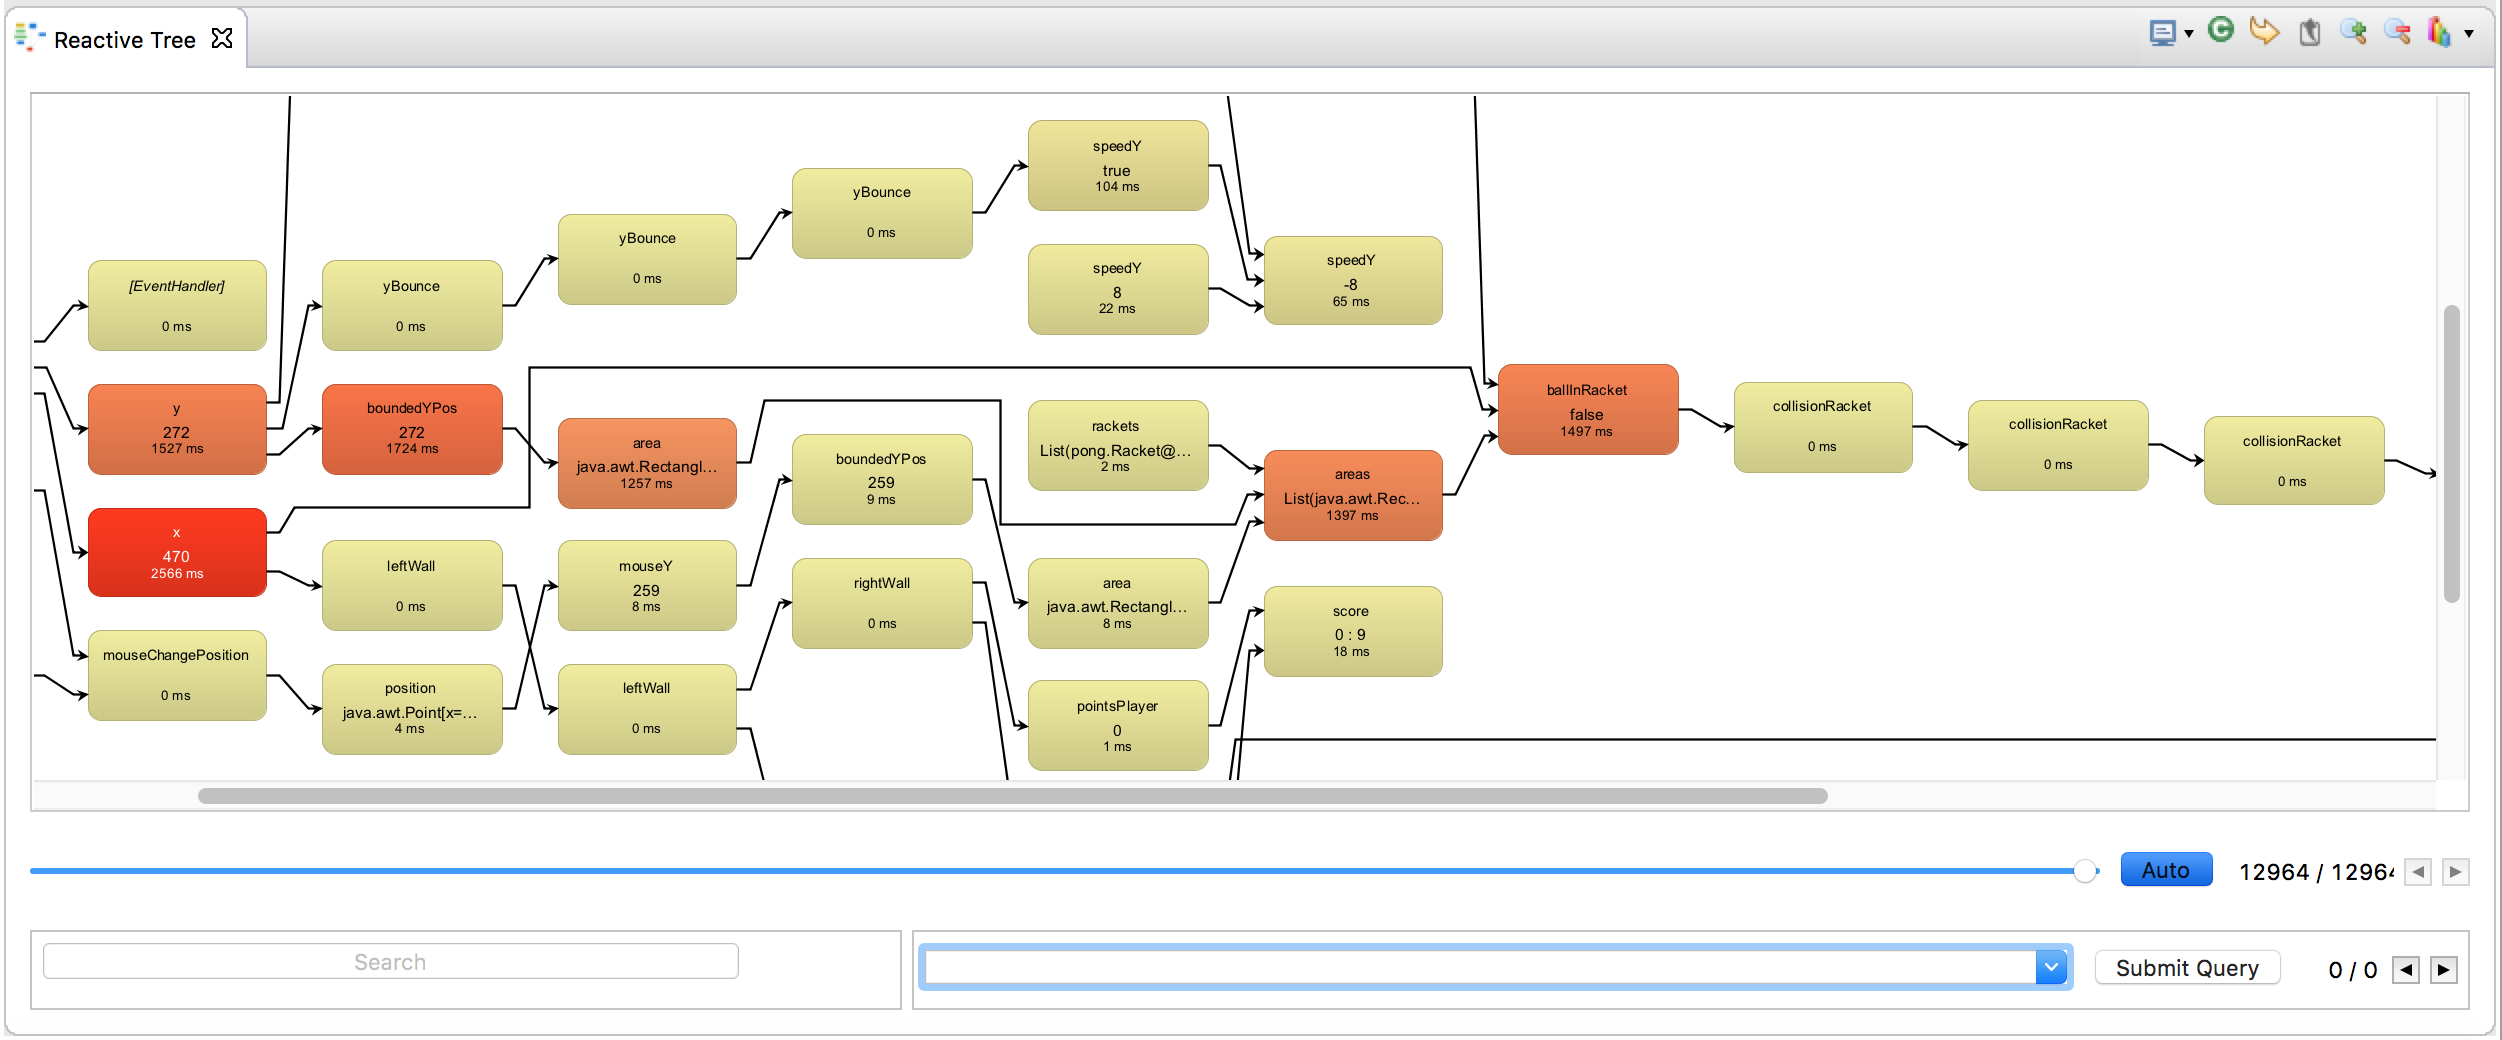 Reactive Tree
speedY
true
104 ms
yBounce
0 ms
yBounce
0 ms
[EventHandler]
0 ms
yBounce
0 ms
speedY
8
22 ms
speedY
-8
65 ms
y
272
1527 ms
boundedYPos
272
1724 ms
area
java.awt.Rectangl...
1257 ms
boundedYPos
259
9 ms
rackets
List(pong.Racket@...
2 ms
areas
List(java.awt.Rec...
1397 ms
ballInRacket
false
1497 ms
collisionRacket
0 ms
collisionRacket
0 ms
collisionRacket
0 ms
x
470
2566 ms
leftWall
0 ms
mouseY
259
8 ms
rightWall
0 ms
area
java.awt.Rectangl...
8 ms
score
0 : 9
18 ms
mouseChangePosition
0 ms
position
java.awt.Point[x=...
4 ms
leftWall
0 ms
pointsPlayer
0
1 ms
Auto
12964 / 12964
Search
Submit Query
0 / 0